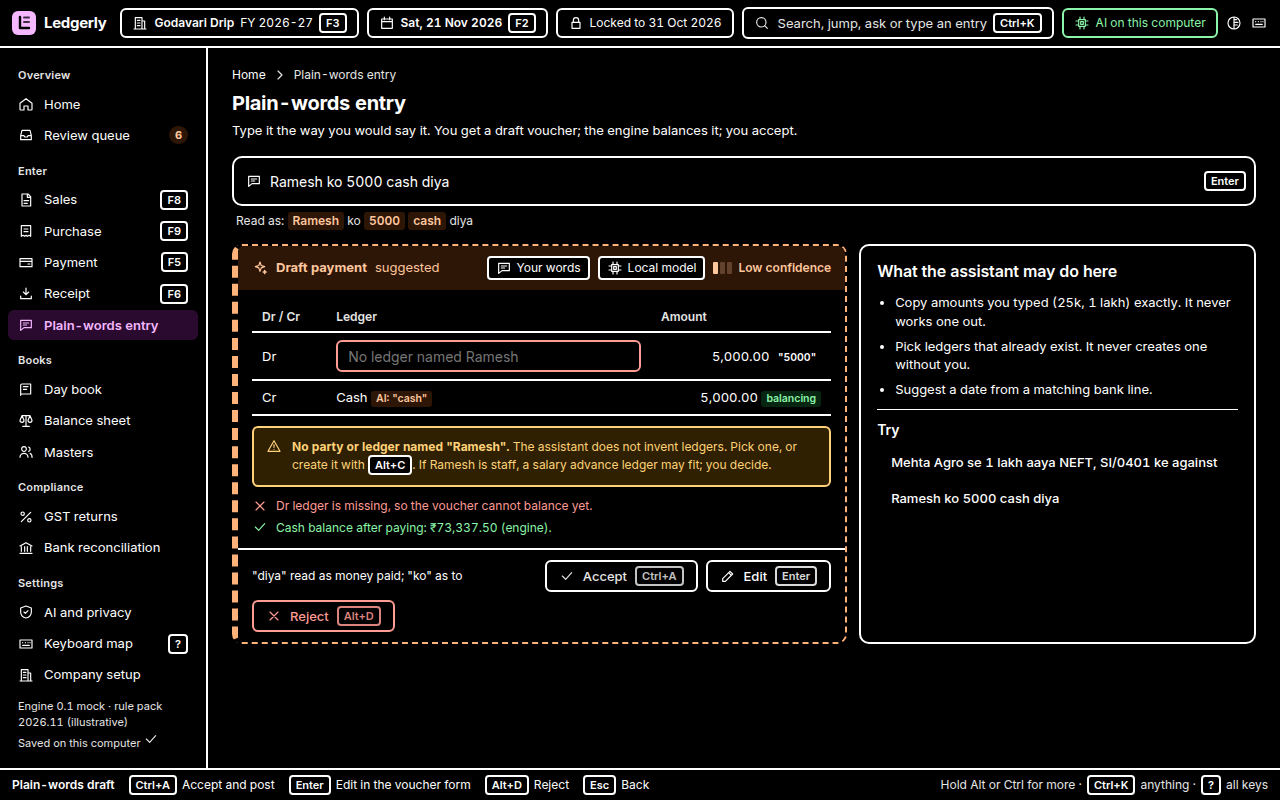 Ledgerly
Godavari Drip FY 2026-27 F3
Sat, 21 Nov 2026 F2
Locked to 31 Oct 2026
Search, jump, ask or type an entry Ctrl+K
AI on this computer
Overview
Home
Review queue 6
Enter
Sales F8
Purchase F9
Payment F5
Receipt F6
Plain-words entry
Books
Day book
Balance sheet
Masters
Compliance
GST returns
Bank reconciliation
Settings
AI and privacy
Keyboard map ?
Company setup
Engine 0.1 mock · rule pack
2026.11 (illustrative)
Saved on this computer
Home > Plain-words entry
Plain-words entry
Type it the way you would say it. You get a draft voucher; the engine balances it; you accept.
Ramesh ko 5000 cash diya Enter
Read as: Ramesh ko 5000 cash diya
Draft payment suggested Your words Local model Low confidence
Dr / Cr Ledger Amount
Dr No ledger named Ramesh 5,000.00 "5000"
Cr Cash AI: "cash" 5,000.00 balancing
No party or ledger named "Ramesh". The assistant does not invent ledgers. Pick one, or
create it with Alt+C. If Ramesh is staff, a salary advance ledger may fit; you decide.
Dr ledger is missing, so the voucher cannot balance yet.
Cash balance after paying: ₹73,337.50 (engine).
"diya" read as money paid; "ko" as to Accept Ctrl+A Edit Enter
Reject Alt+D
What the assistant may do here
• Copy amounts you typed (25k, 1 lakh) exactly. It never
works one out.
• Pick ledgers that already exist. It never creates one
without you.
• Suggest a date from a matching bank line.
Try
Mehta Agro se 1 lakh aaya NEFT, SI/0401 ke against
Ramesh ko 5000 cash diya
Plain-words draft Ctrl+A Accept and post Enter Edit in the voucher form Alt+D Reject Esc Back
Hold Alt or Ctrl for more · Ctrl+K anything · ? all keys